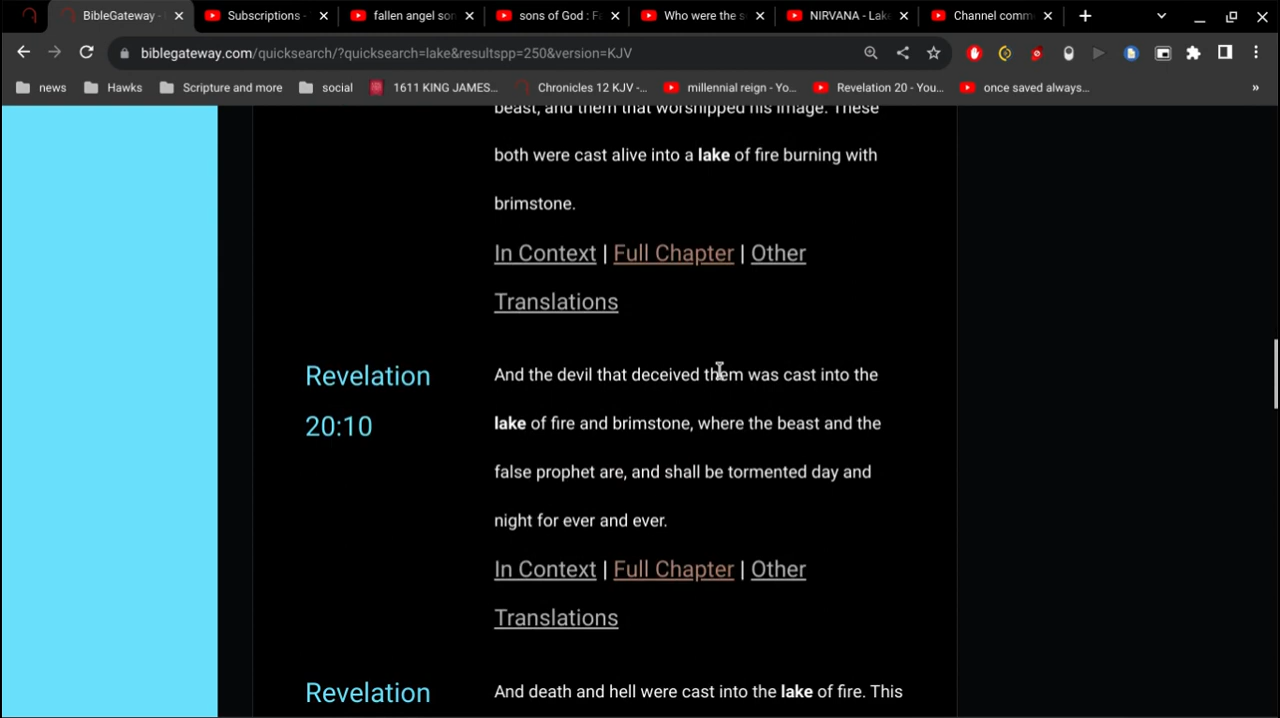 BibleGateway -
Subscriptions -
fallen angel son
sons of God : Fa
Who were the s
NIRVANA - Lak
Channel comm
biblegateway.com/quicksearch/?quicksearch=lake&resultspp=250&version=KJV
news
Hawks
Scripture and more
social
1611 KING JAMES...
Chronicles 12 KJV -...
millennial reign - Yo...
Revelation 20 - You...
once saved always...
»
beast, and them that worshipped his image. These
both were cast alive into a lake of fire burning with
brimstone.
In Context | Full Chapter | Other
Translations
Revelation
20:10
And the devil that deceived them was cast into the
lake of fire and brimstone, where the beast and the
false prophet are, and shall be tormented day and
night for ever and ever.
In Context | Full Chapter | Other
Translations
Revelation
And death and hell were cast into the lake of fire. This